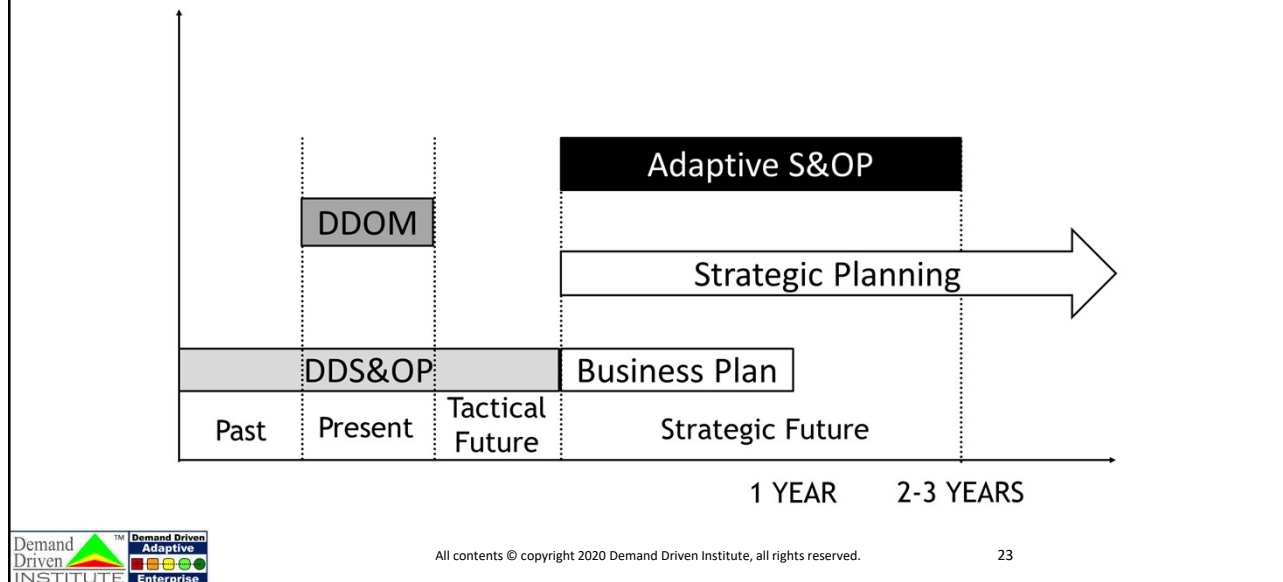 Adaptive S&OP
DDOM
Strategic Planning
DDS&OP
Business Plan
Past
Present
Tactical
Future
Strategic Future
1 YEAR
2-3 YEARS
Demand
Driven
INSTITUTE
TM
Demand Driven
Adaptive
Enterprise
All contents © copyright 2020 Demand Driven Institute, all rights reserved.
23